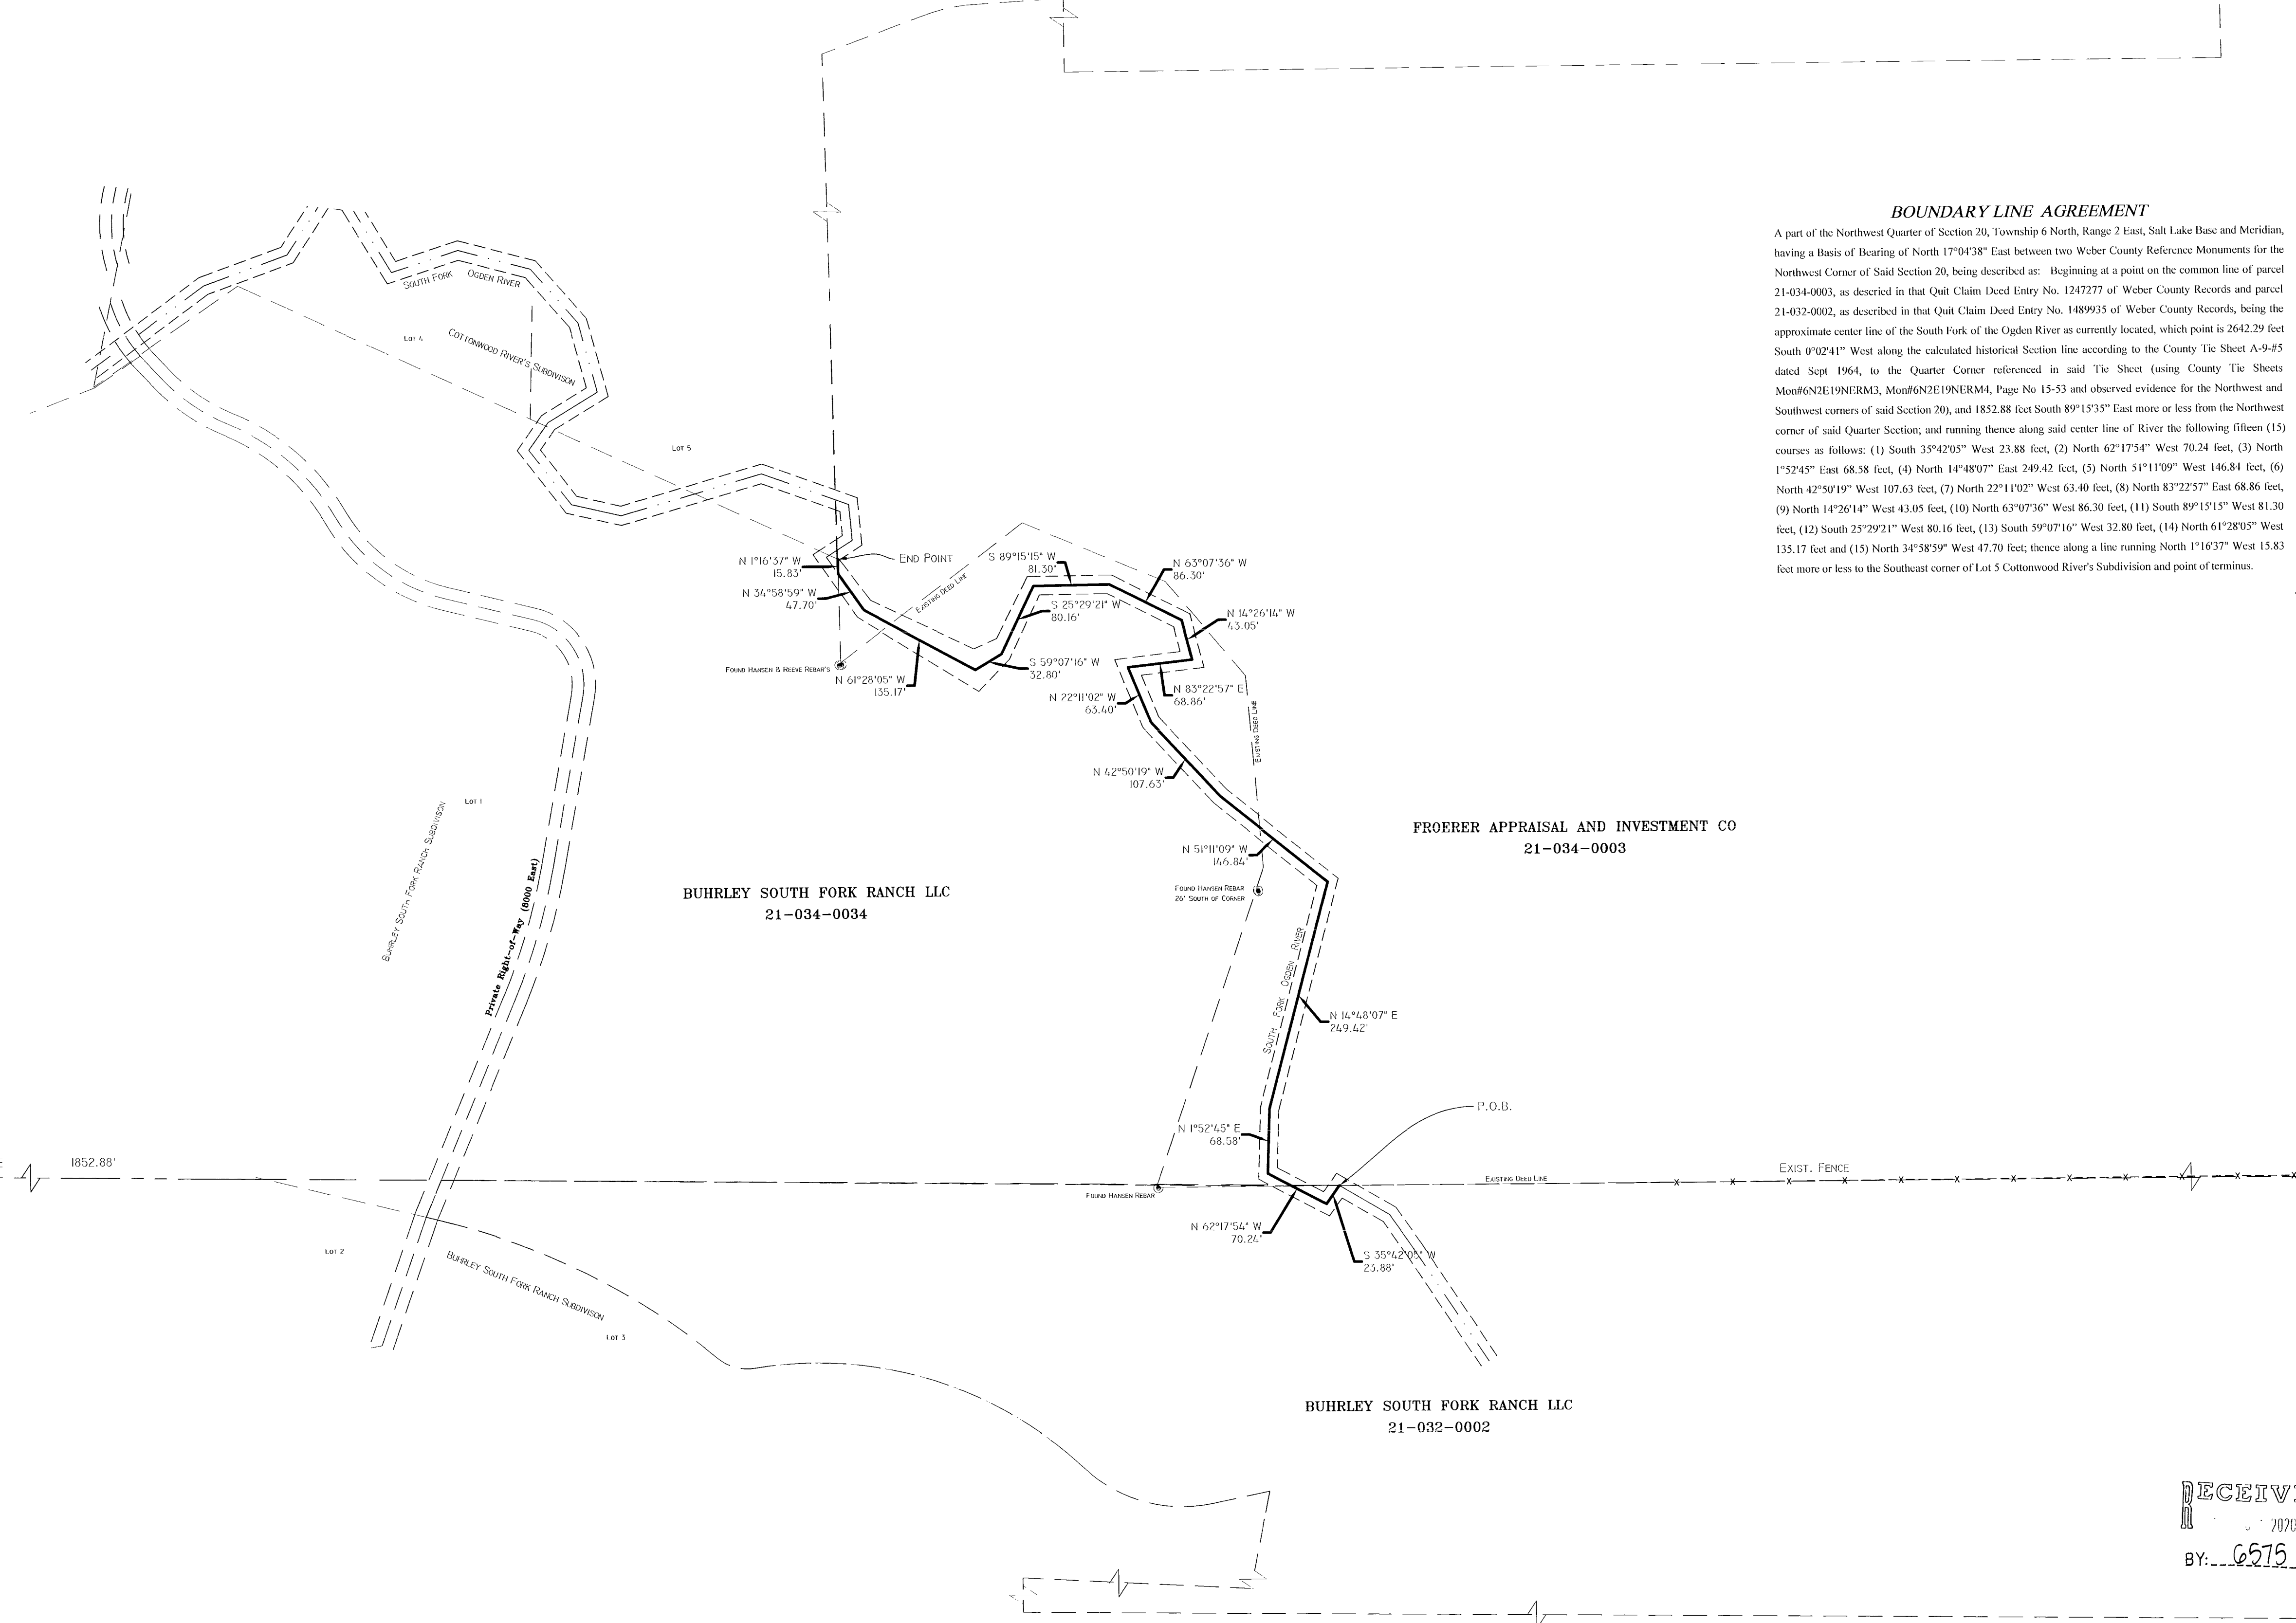 BOUNDARY LINE AGREEMENT
A part of the Northwest Quarter of Section 20, Township 6 North, Range 2 East, Salt Lake Base and Meridian,
having a Basis of Bearing of North 17°04'38" East between two Weber County Reference Monuments for the
Northwest Corner of Said Section 20, being described as: Beginning at a point on the common line of parcel
21-034-0003, as descried in that Quit Claim Deed Entry No. 1247277 of Weber County Records and parcel
21-032-0002, as described in that Quit Claim Deed Entry No. 1489935 of Weber County Records, being the
approximate center line of the South Fork of the Ogden River as currently located, which point is 2642.29 feet
South 0°02'41” West along the calculated historical Section line according to the County Tie Sheet A-9-#5
dated Sept 1964, to the Quarter Corner referenced in said Tie Sheet (using County Tie Sheets
Mon#6N2E19NERM3, Mon#6N2E19NERM4, Page No 15-53 and observed evidence for the Northwest and
Southwest corners of said Section 20), and 1852.88 feet South 89°15'35” East more or less from the Northwest
corner of said Quarter Section; and running thence along said center line of River the following fifteen (15)
courses as follows: (1) South 35°42'05” West 23.88 feet, (2) North 62°17'54” West 70.24 feet, (3) North
1°52'45” East 68.58 feet, (4) North 14°48'07” East 249.42 feet, (5) North 51°11'09” West 146.84 feet, (6)
North 42°50'19” West 107.63 feet, (7) North 22°11'02” West 63.40 feet, (8) North 83°22'57” East 68.86 feet,
(9) North 14°26'14” West 43.05 feet, (10) North 63°07'36” West 86.30 feet, (11) South 89°15'15” West 81.30
feet, (12) South 25°29'21” West 80.16 feet, (13) South 59°07'16” West 32.80 feet, (14) North 61°28'05” West
135.17 feet and (15) North 34°58'59” West 47.70 feet; thence along a line running North 1°16'37" West 15.83
feet more or less to the Southeast corner of Lot 5 Cottonwood River's Subdivision and point of terminus.
SOUTH FORK OGDEN RIVER
LOT 4
COTTONWOOD RIVER'S SUBDIVISON
LOT 5
N 1°16'37" W
15.83'
END POINT
N 34°58'59" W
47.70'
EXISTING DEED LINE
S 89°15'15" W
81.30'
N 63°07'36" W
86.30'
S 25°29'21" W
80.16'
N 14°26'14" W
43.05'
FOUND HANSEN & REEVE REBAR'S
N 61°28'05" W
135.17'
S 59°07'16" W
32.80'
N 22°11'02" W
63.40'
N 83°22'57" E
68.86'
EXISTING DEED LINE
N 42°50'19" W
107.63'
LOT 1
BUHRLEY SOUTH FORK RANCH SUBDIVISON
Private Right-of-Way (8000 East)
BUHRLEY SOUTH FORK RANCH LLC
21-034-0034
FROERER APPRAISAL AND INVESTMENT CO
21-034-0003
N 51°11'09" W
146.84'
FOUND HANSEN REBAR
26' SOUTH OF CORNER
SOUTH FORK OGDEN RIVER
N 14°48'07" E
249.42'
P.O.B.
N 1°52'45" E
68.58'
1852.88'
FOUND HANSEN REBAR
EXISTING DEED LINE
EXIST. FENCE
N 62°17'54" W
70.24'
S 35°42'05" W
23.88'
LOT 2
BUHRLEY SOUTH FORK RANCH SUBDIVISON
LOT 3
BUHRLEY SOUTH FORK RANCH LLC
21-032-0002
RECEIV
2020
BY: 6575